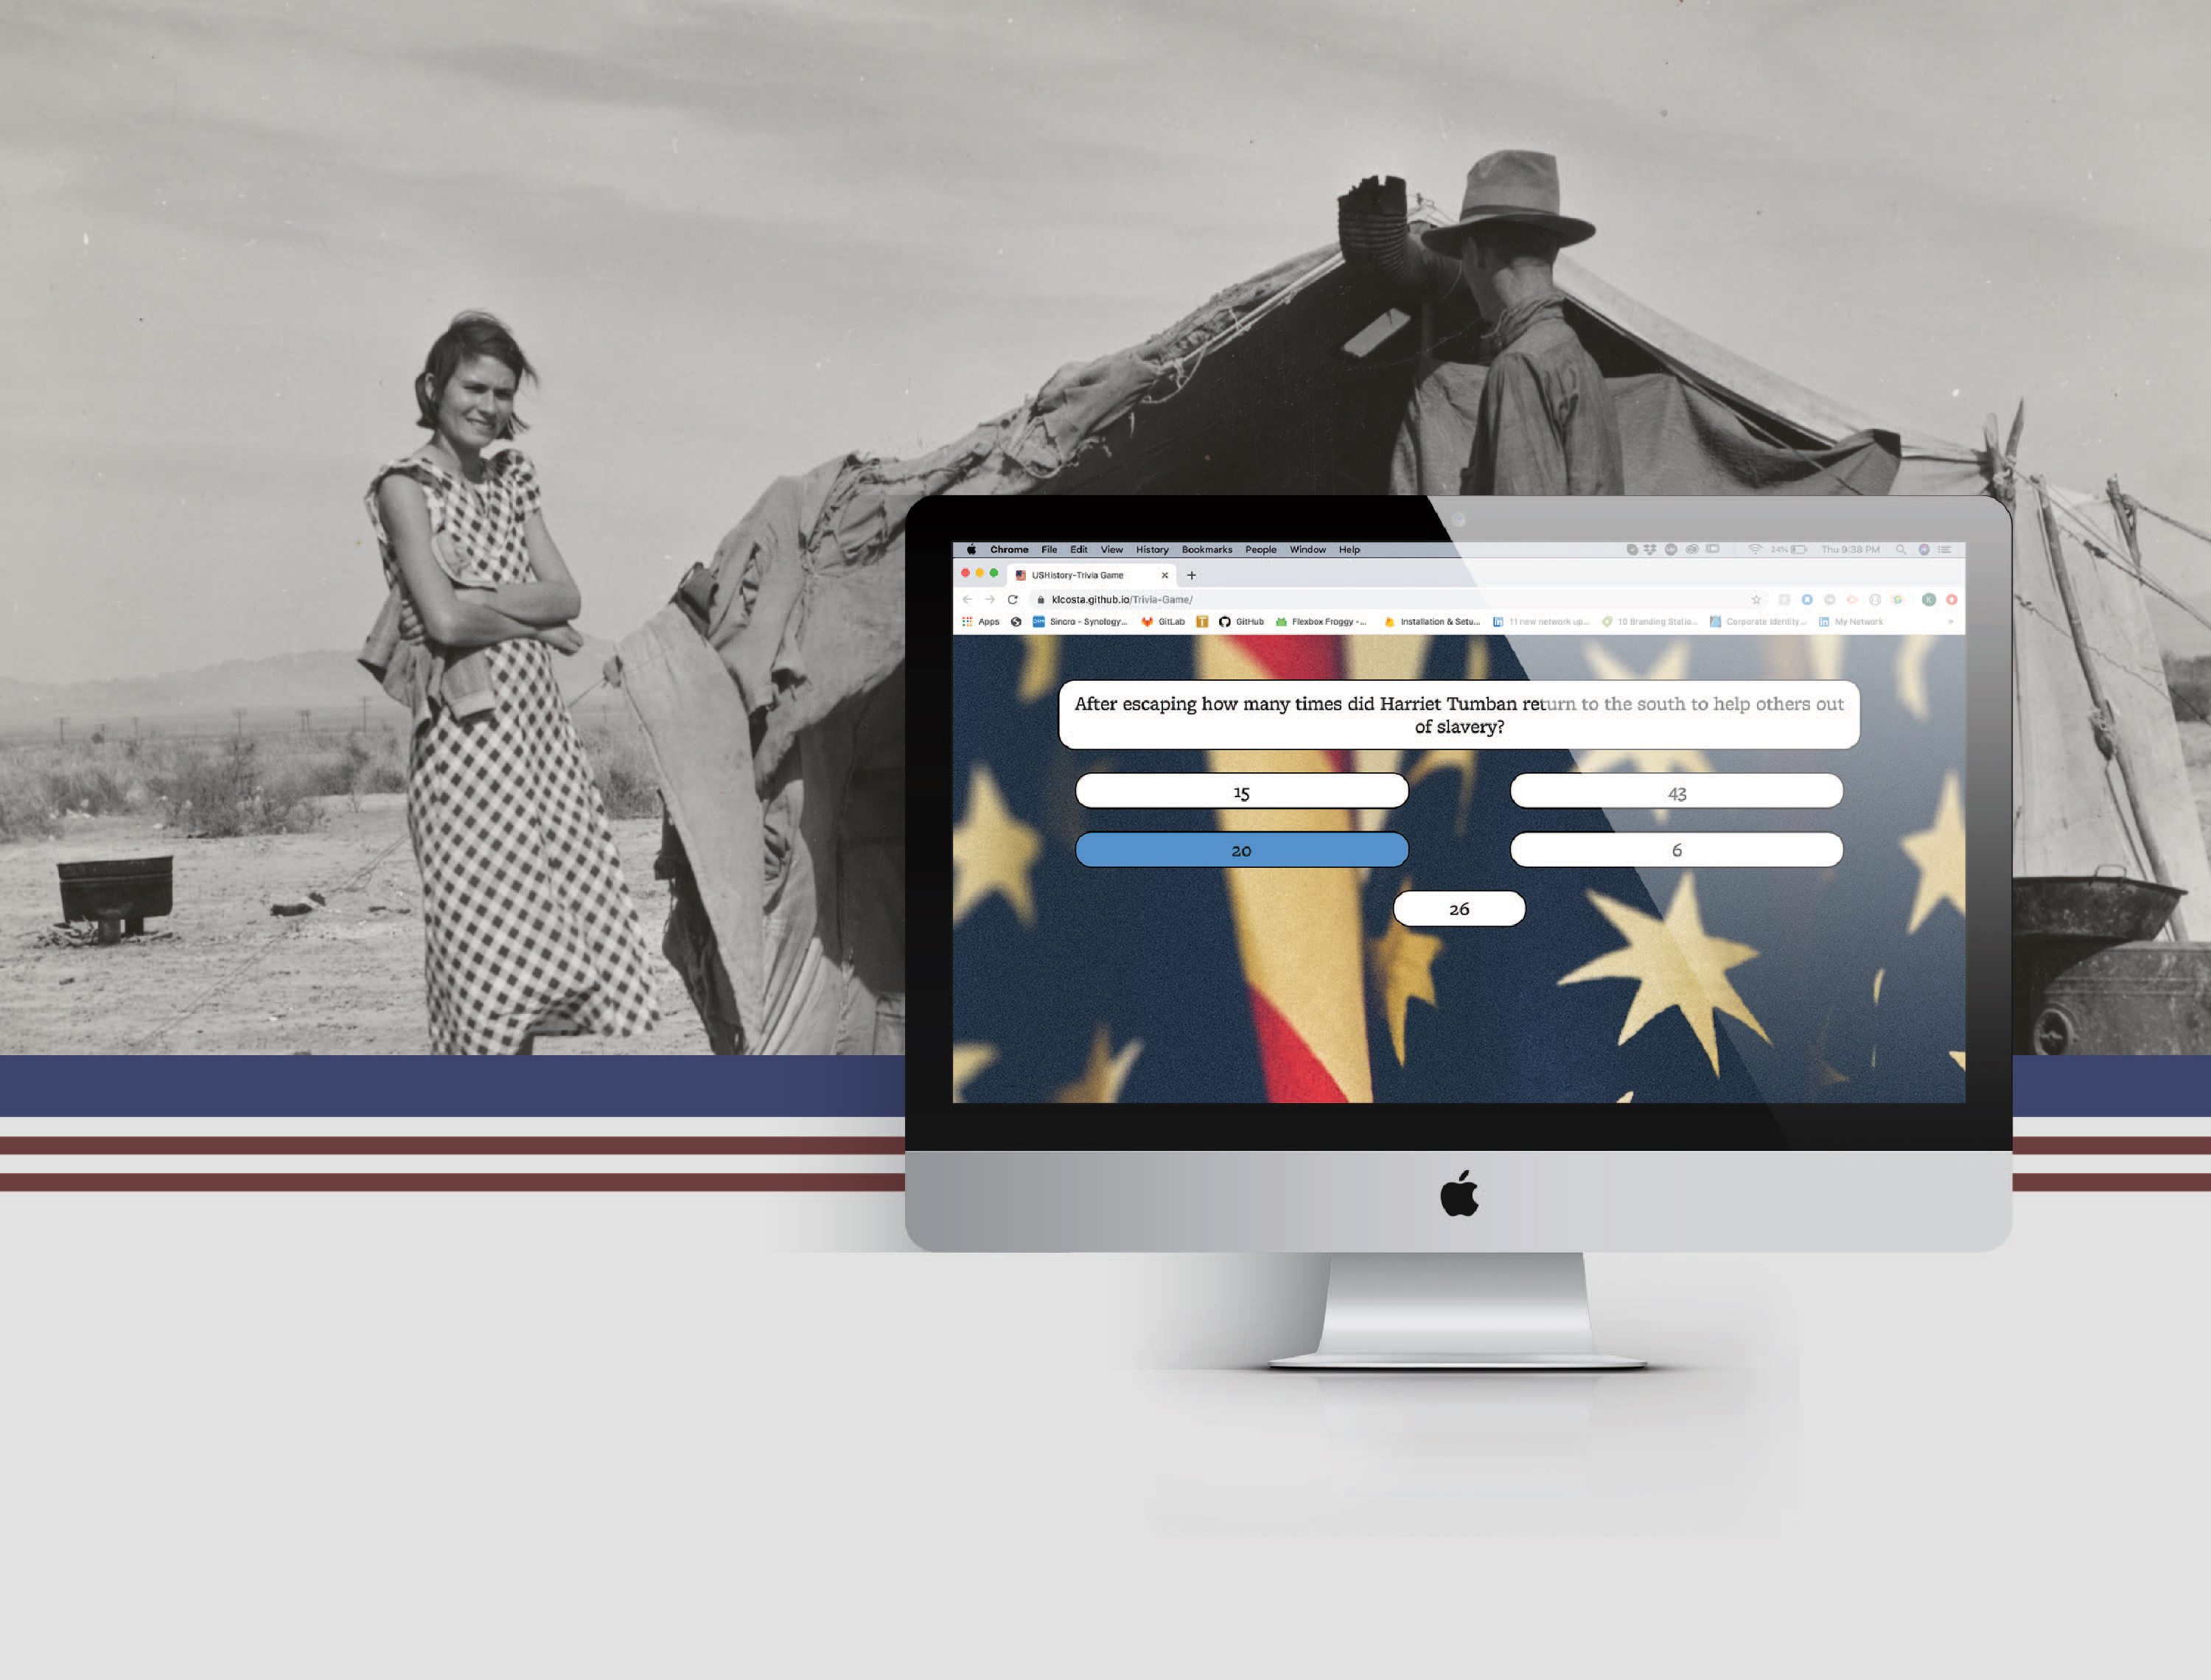 Chrome File Edit View History Bookmarks People Window Help 24% Thu 9:38 PM
USHistory-Trivia Game
klcosta.github.io/Trivia-Game/
Apps Sincro - Synology... GitLab GitHub Flexbox Froggy -... Installation & Setu... 11 new network up... 10 Branding Statio... Corporate Identity... My Network
After escaping how many times did Harriet Tumban return to the south to help others out
of slavery?
15 43
20 6
26